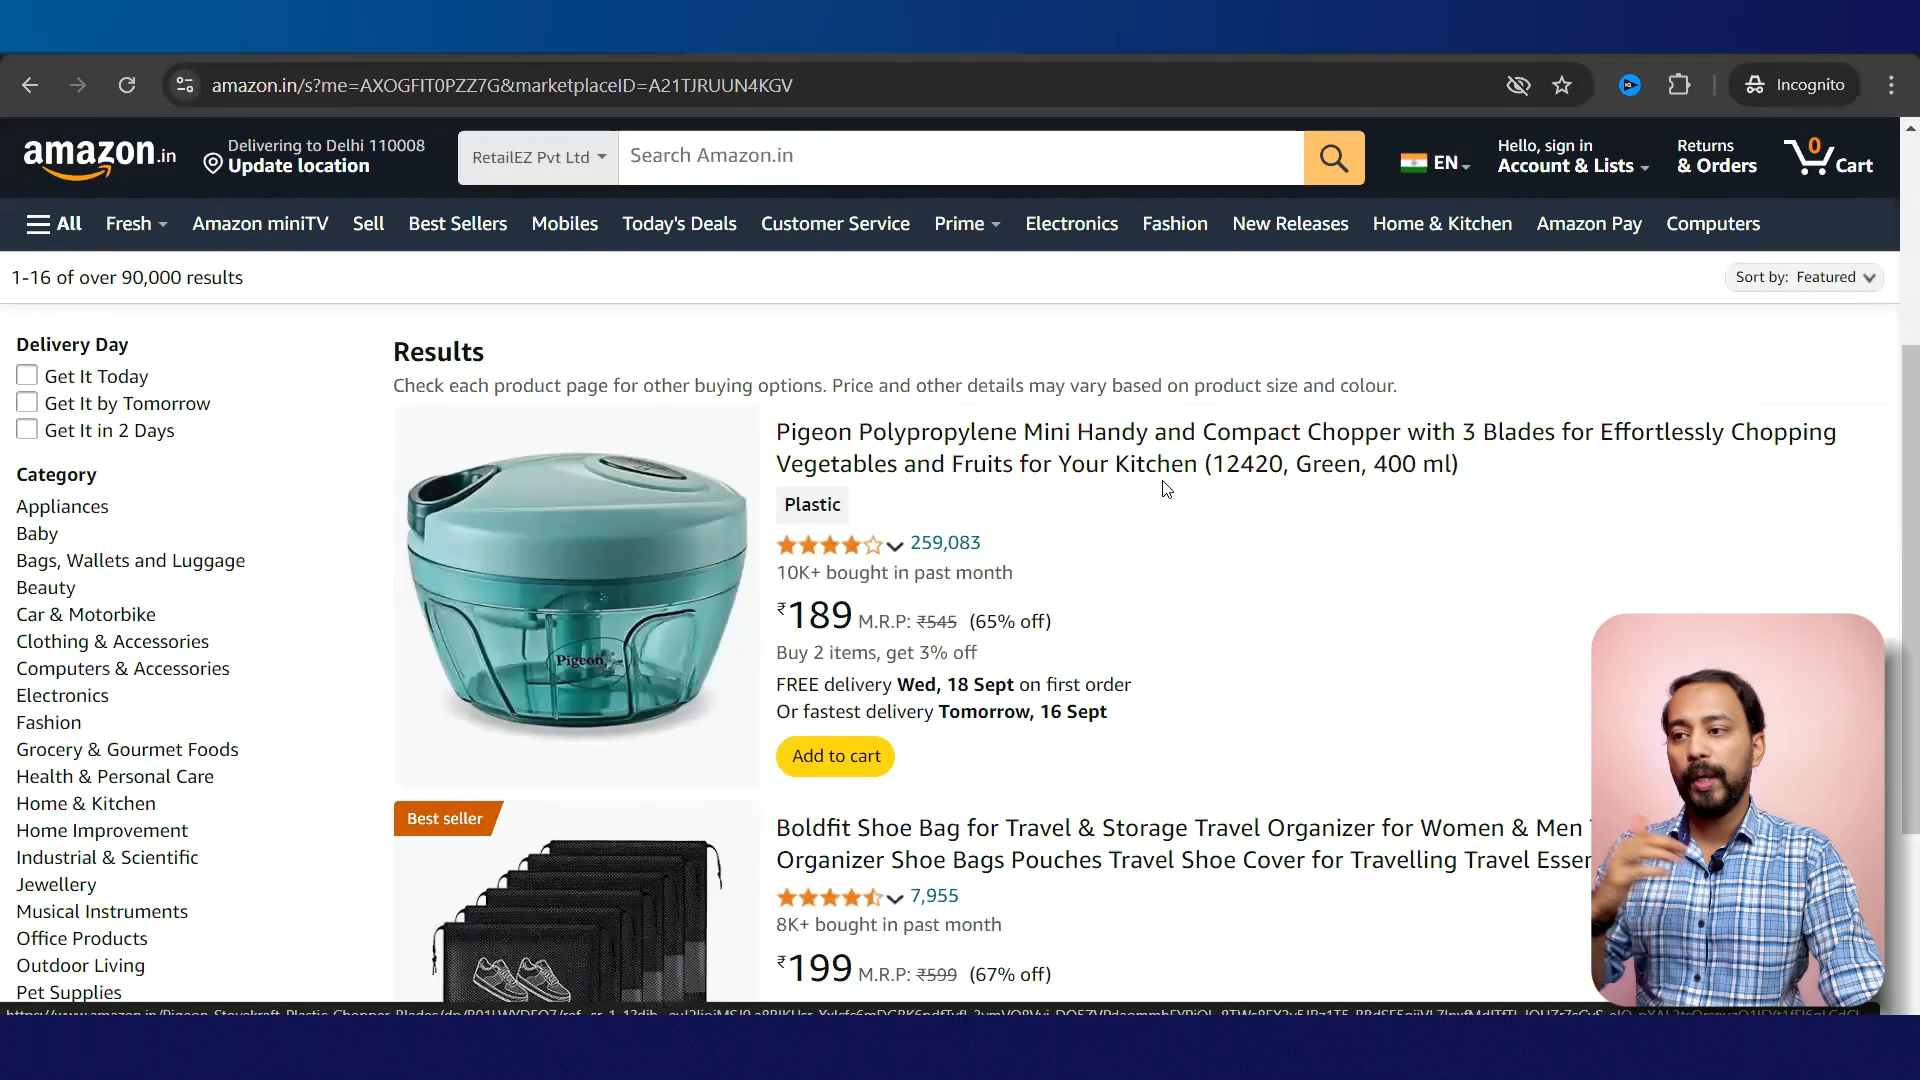 amazon.in/s?me=AXOGFIT0PZZ7G&marketplaceID=A21TJRUUN4KGV
Incognito
amazon.in
Delivering to Delhi 110008
Update location
RetailEZ Pvt Ltd
Search Amazon.in
EN
Hello, sign in
Account & Lists
Returns
& Orders
0
Cart
All
Fresh
Amazon miniTV
Sell
Best Sellers
Mobiles
Today's Deals
Customer Service
Prime
Electronics
Fashion
New Releases
Home & Kitchen
Amazon Pay
Computers
1-16 of over 90,000 results
Sort by: Featured
Delivery Day
Get It Today
Get It by Tomorrow
Get It in 2 Days
Category
Appliances
Baby
Bags, Wallets and Luggage
Beauty
Car & Motorbike
Clothing & Accessories
Computers & Accessories
Electronics
Fashion
Grocery & Gourmet Foods
Health & Personal Care
Home & Kitchen
Home Improvement
Industrial & Scientific
Jewellery
Musical Instruments
Office Products
Outdoor Living
Pet Supplies
Results
Check each product page for other buying options. Price and other details may vary based on product size and colour.
Pigeon
Pigeon Polypropylene Mini Handy and Compact Chopper with 3 Blades for Effortlessly Chopping
Vegetables and Fruits for Your Kitchen (12420, Green, 400 ml)
Plastic
259,083
10K+ bought in past month
₹189 M.R.P: ₹545 (65% off)
Buy 2 items, get 3% off
FREE delivery Wed, 18 Sept on first order
Or fastest delivery Tomorrow, 16 Sept
Add to cart
Best seller
Boldfit Shoe Bag for Travel & Storage Travel Organizer for Women & Men
Organizer Shoe Bags Pouches Travel Shoe Cover for Travelling Travel
7,955
8K+ bought in past month
₹199 M.R.P: ₹599 (67% off)